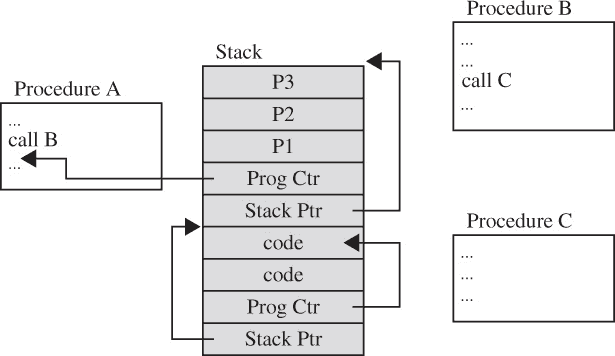 Procedure A
...
call B
...
Stack
P3
P2
P1
Prog Ctr
Stack Ptr
code
code
Prog Ctr
Stack Ptr
Procedure B
...
...
call C
...
Procedure C
...
...
...